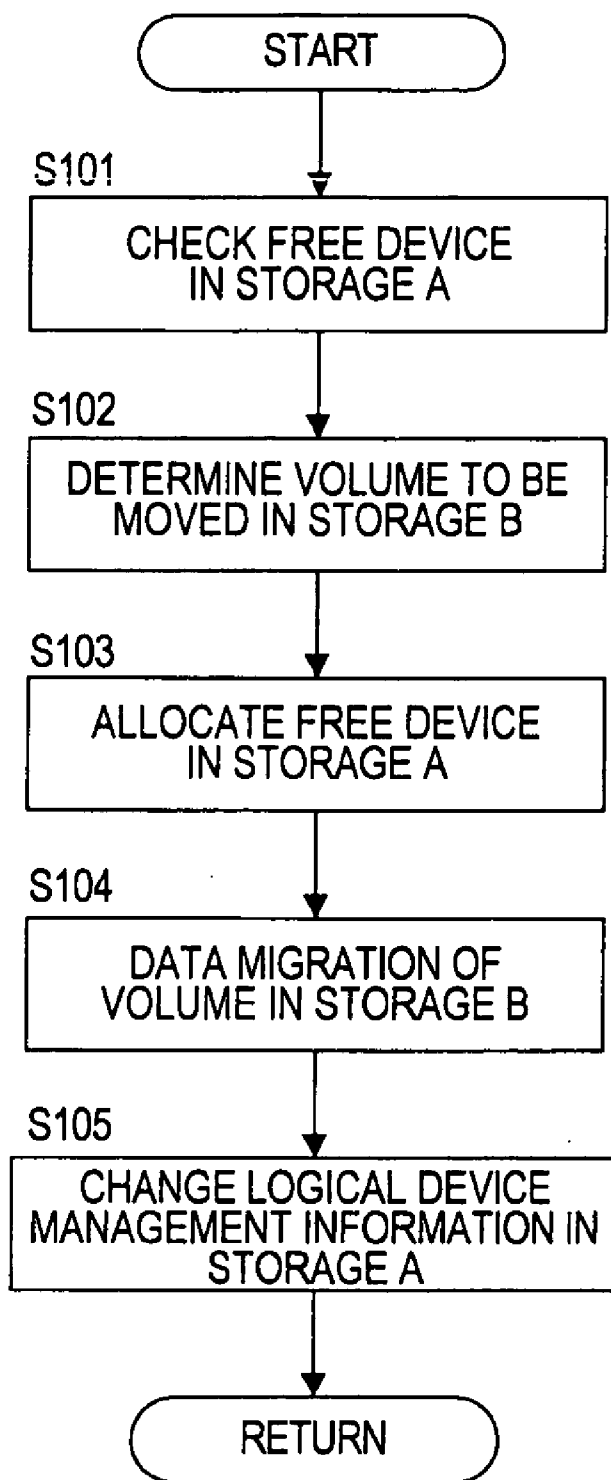 START
S101
CHECK FREE DEVICE
IN STORAGE A
S102
DETERMINE VOLUME TO BE
MOVED IN STORAGE B
S103
ALLOCATE FREE DEVICE
IN STORAGE A
S104
DATA MIGRATION OF
VOLUME IN STORAGE B
S105
CHANGE LOGICAL DEVICE
MANAGEMENT INFORMATION IN
STORAGE A
RETURN